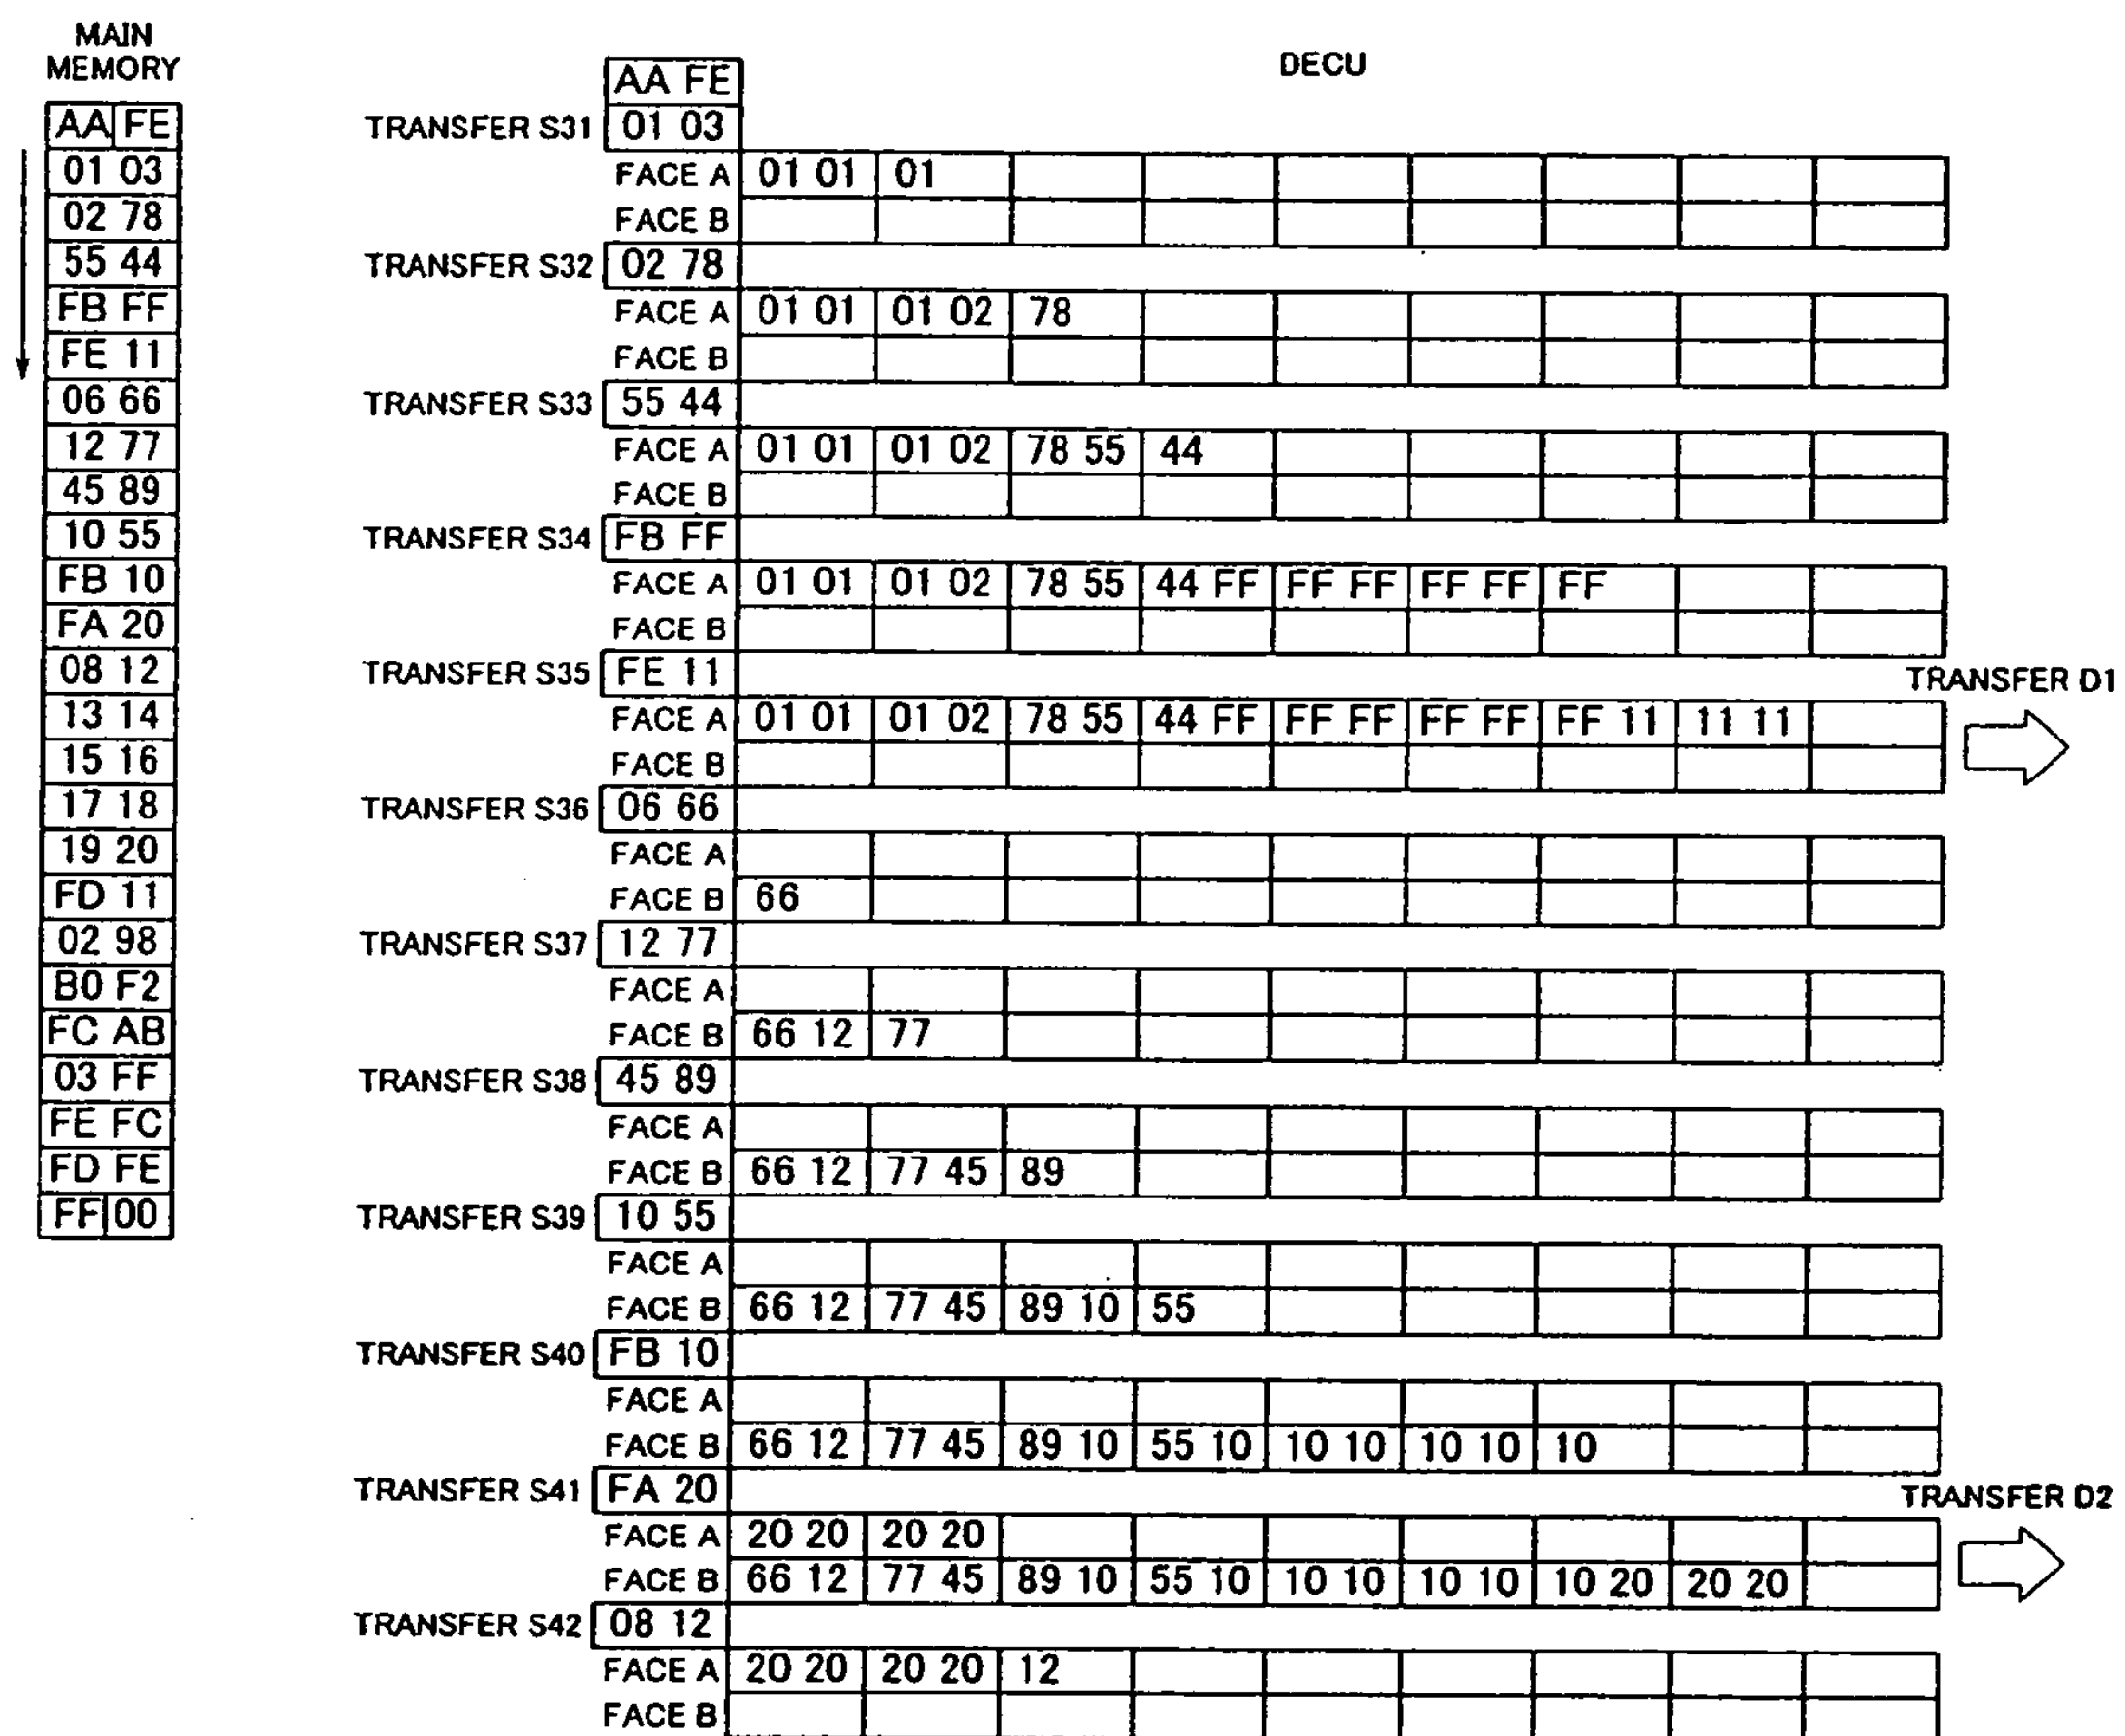 MAIN
MEMORY
AA FE
01 03
02 78
55 44
FB FF
FE 11
06 66
12 77
45 89
10 55
FB 10
FA 20
08 12
13 14
15 16
17 18
19 20
FD 11
02 98
B0 F2
FC AB
03 FF
FE FC
FD FE
FF 00
DECU
AA FE
TRANSFER S31 01 03
FACE A 01 01 01
FACE B
TRANSFER S32 02 78
FACE A 01 01 01 02 78
FACE B
TRANSFER S33 55 44
FACE A 01 01 01 02 78 55 44
FACE B
TRANSFER S34 FB FF
FACE A 01 01 01 02 78 55 44 FF FF FF FF FF FF
FACE B
TRANSFER S35 FE 11 TRANSFER D1
FACE A 01 01 01 02 78 55 44 FF FF FF FF FF FF 11 11 11
FACE B
TRANSFER S36 06 66
FACE A
FACE B 66
TRANSFER S37 12 77
FACE A
FACE B 66 12 77
TRANSFER S38 45 89
FACE A
FACE B 66 12 77 45 89
TRANSFER S39 10 55
FACE A
FACE B 66 12 77 45 89 10 55
TRANSFER S40 FB 10
FACE A
FACE B 66 12 77 45 89 10 55 10 10 10 10 10 10
TRANSFER S41 FA 20 TRANSFER D2
FACE A 20 20 20 20
FACE B 66 12 77 45 89 10 55 10 10 10 10 10 10 20 20 20
TRANSFER S42 08 12
FACE A 20 20 20 20 12
FACE B